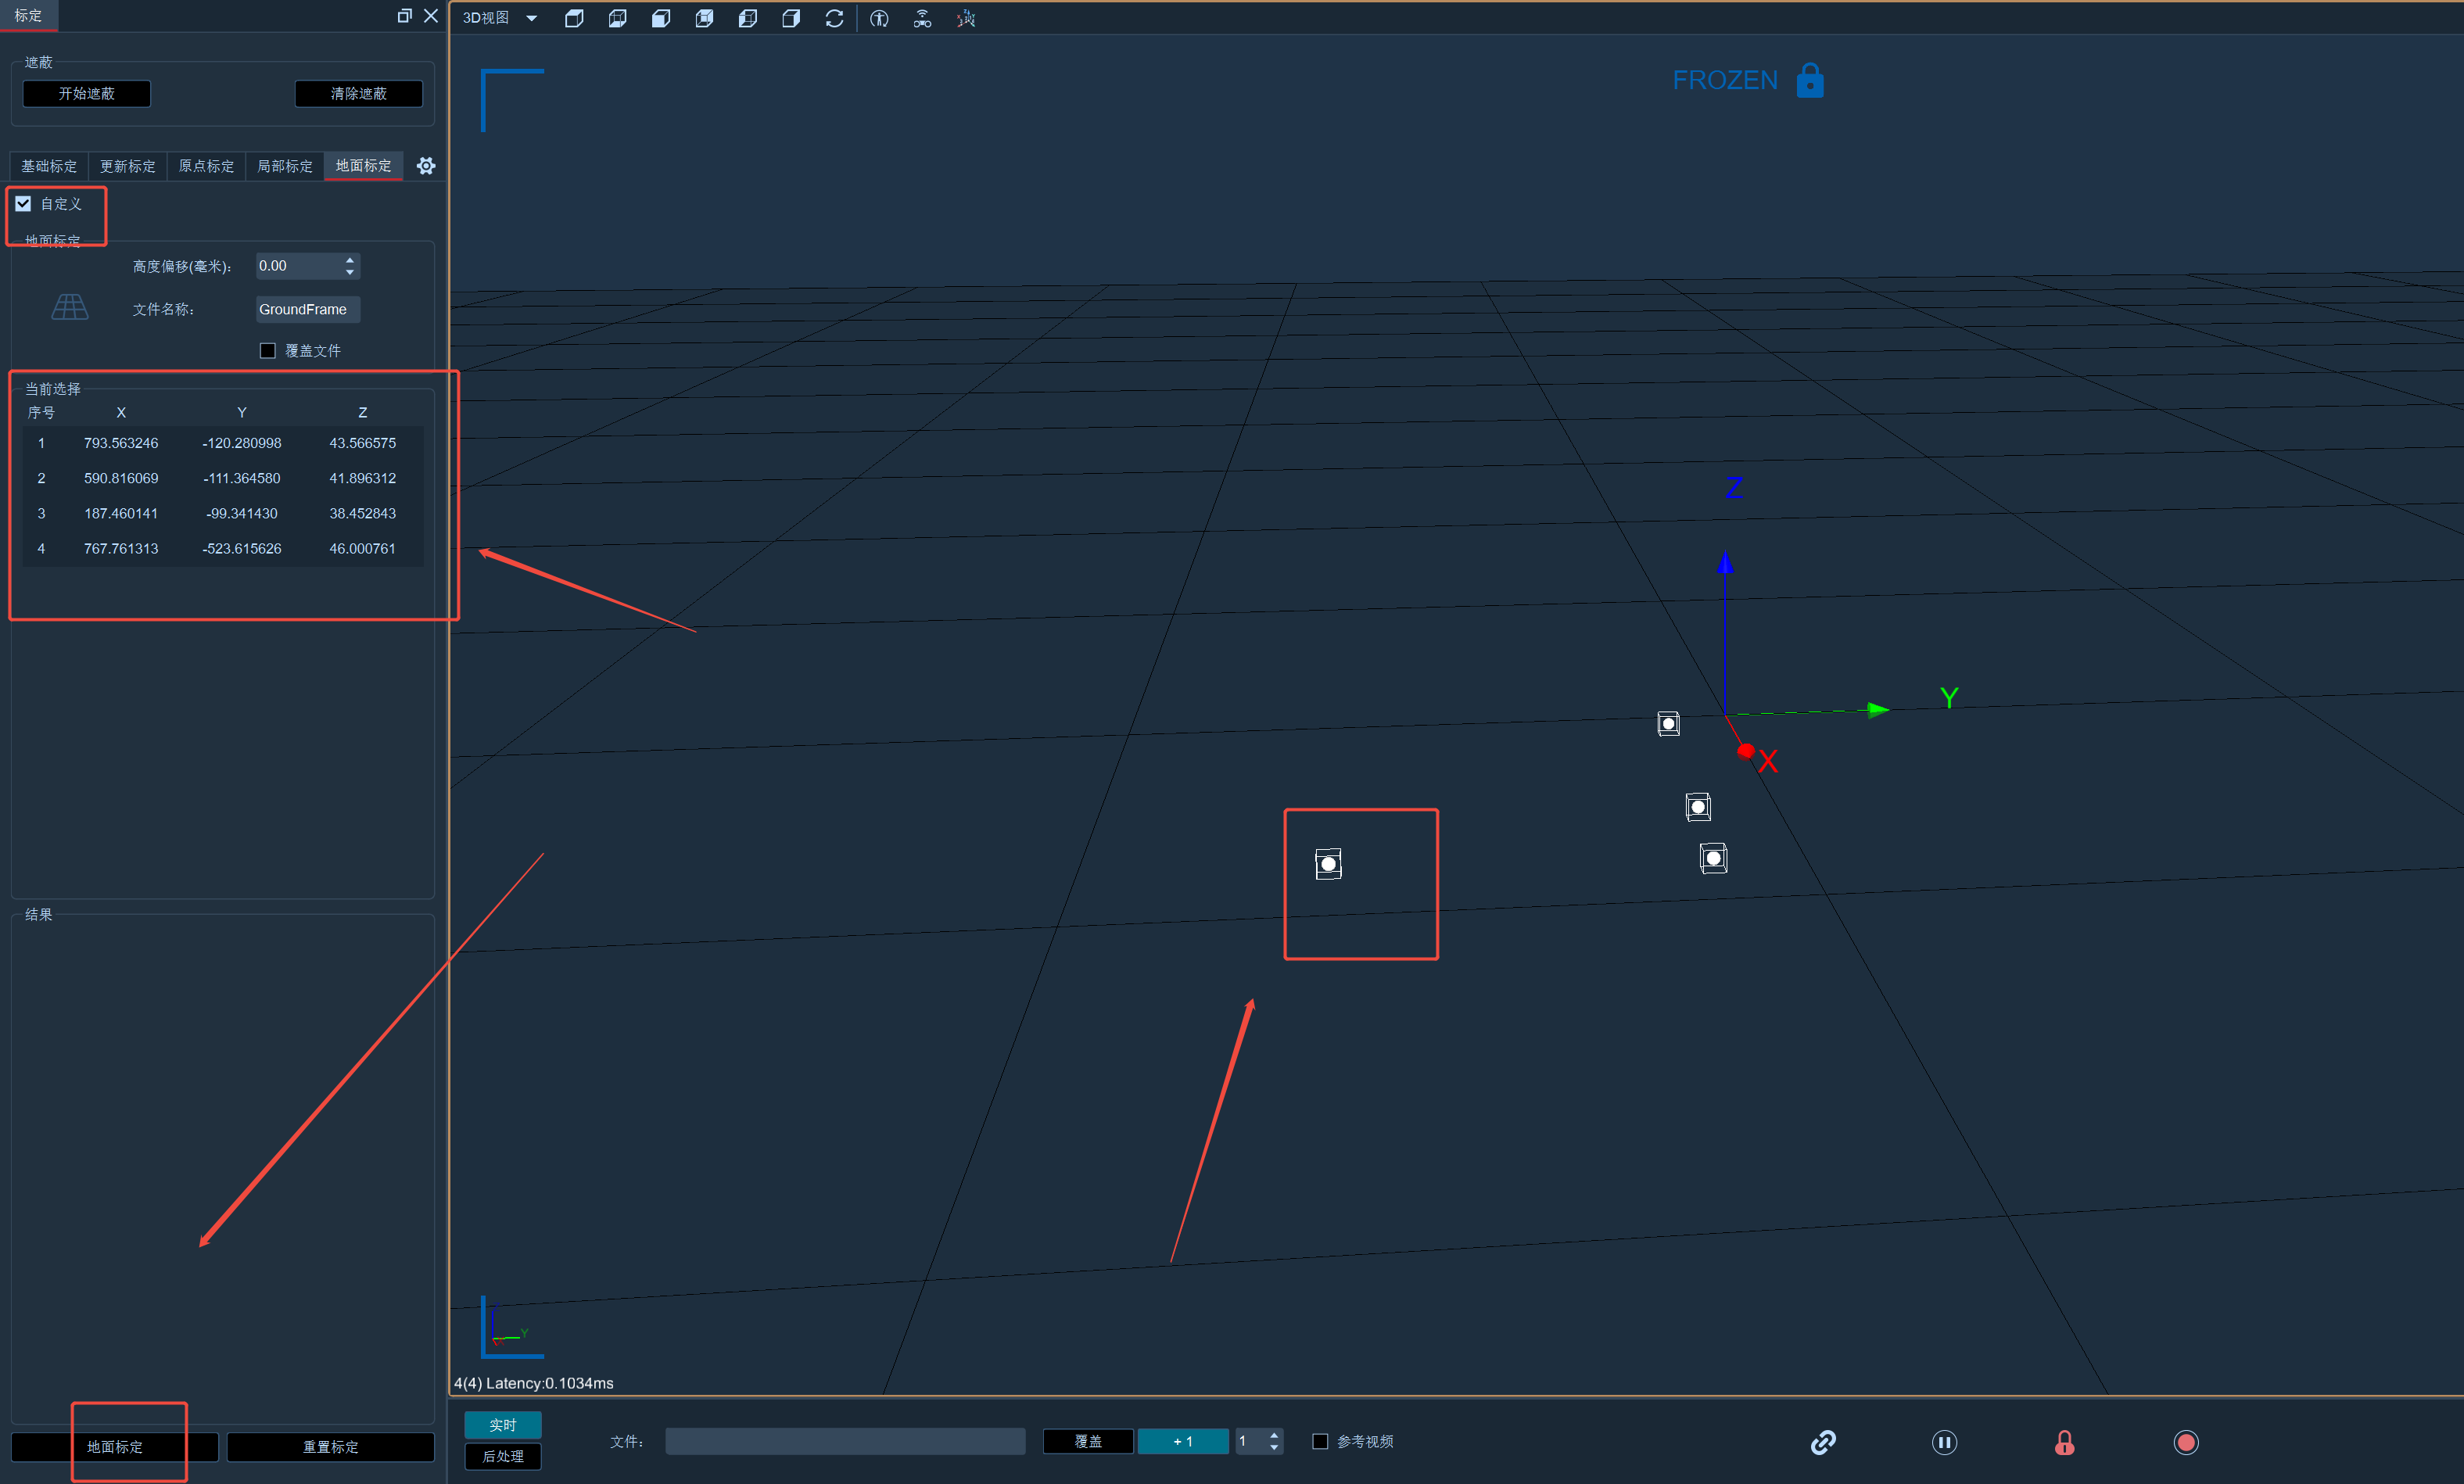 标定
3D视图
遮蔽
开始遮蔽 清除遮蔽
FROZEN
基础标定 更新标定 原点标定 局部标定 地面标定
自定义
地面标定
高度偏移(毫米): 0.00
文件名称: GroundFrame
覆盖文件
当前选择
序号 X Y Z
1 793.563246 -120.280998 43.566575
2 590.816069 -111.364580 41.896312
3 187.460141 -99.341430 38.452843
4 767.761313 -523.615626 46.000761
Z
Y
X
结果
Y
4(4) Latency:0.1034ms
地面标定 重置标定
实时
后处理
文件: 覆盖 + 1 1 参考视频